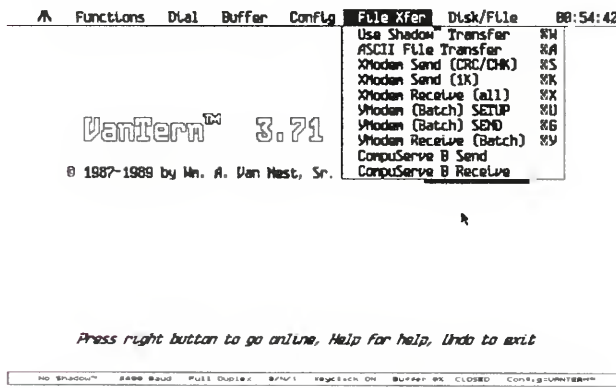 Functions Dial Buffer Config File Xfer Disk/File 00:54:42
Use Shadow™ Transfer ⌘W
ASCII File Transfer ⌘A
XModem Send (CRC/CHK) ⌘S
XModem Send (1K) ⌘K
XModem Receive (all) ⌘X
YModem (Batch) SETUP ⌘U
YModem (Batch) SEND ⌘G
YModem Receive (Batch) ⌘Y
CompuServe B Send
CompuServe B Receive
VanTerm™ 3.71
© 1987-1989 by Wm. A. Van Nest, Sr.
Press right button to go online, Help for help, Undo to exit
No Shadow™ Baud Full Duplex 8/N/1 Keyclick ON Buffer 0% CLOSED Config=VANTERM™